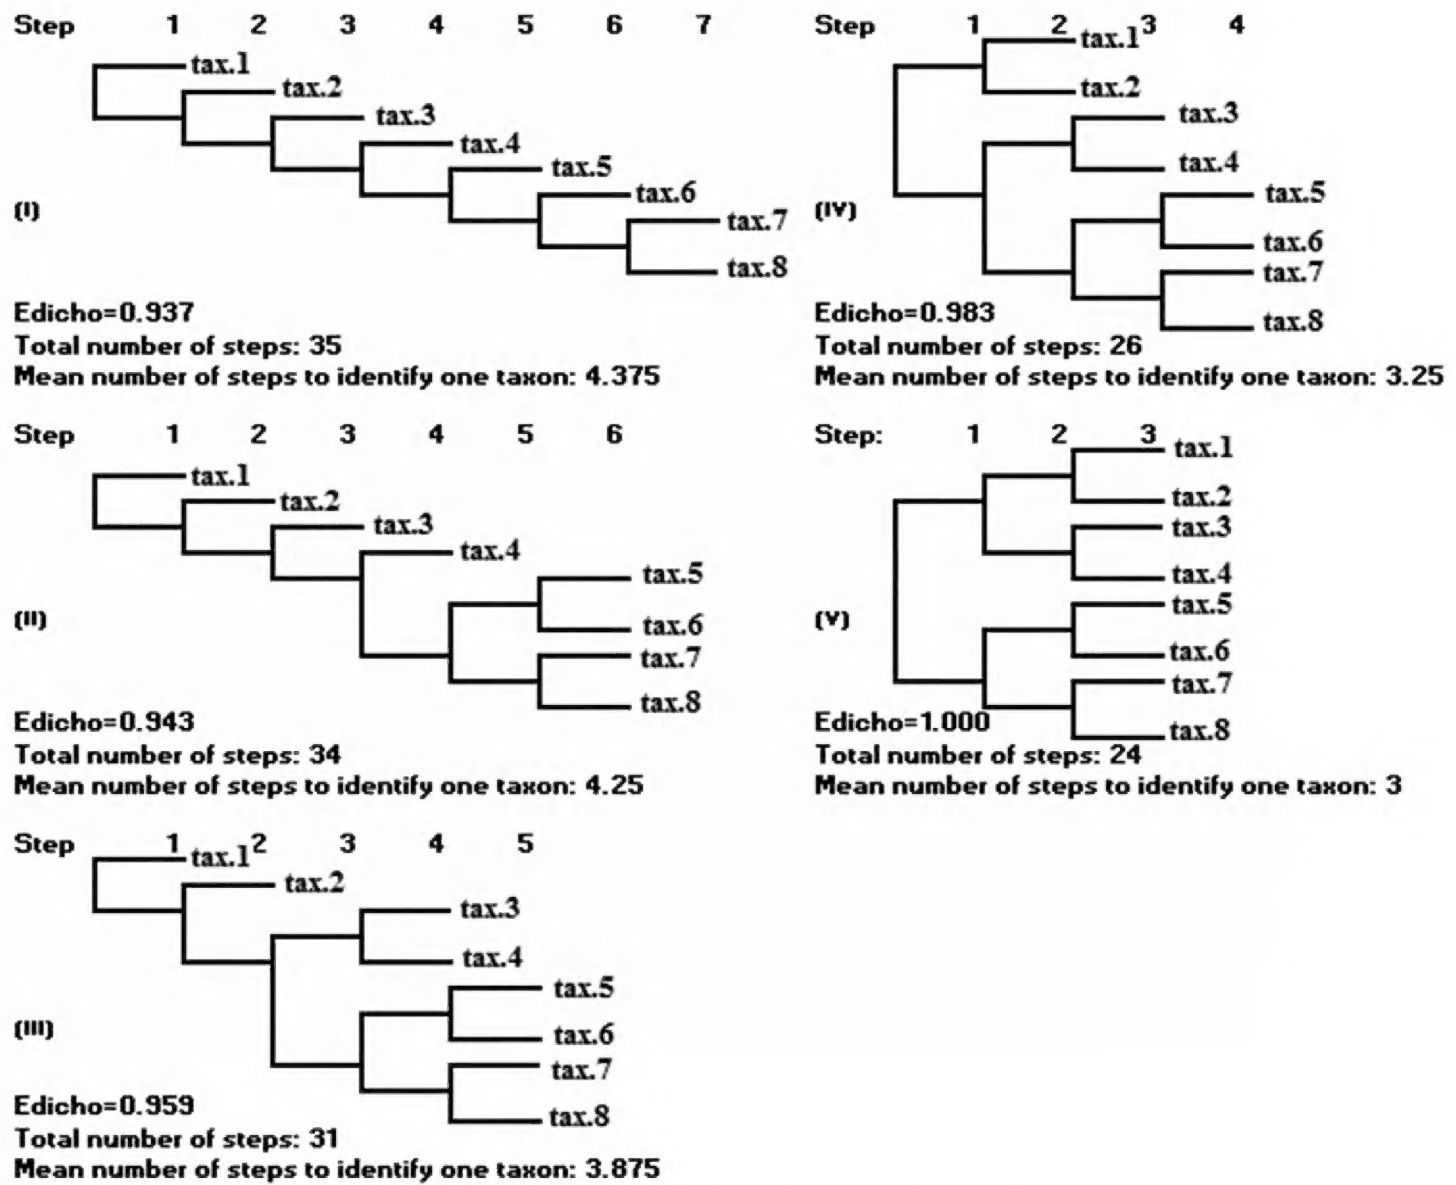 Step 1 2 3 4 5 6 7
tax.1
tax.2
tax.3
tax.4
tax.5
tax.6
tax.7
tax.8
(I)
Edicho=0.937
Total number of steps: 35
Mean number of steps to identify one taxon: 4.375
Step 1 2 3 4 5 6
tax.1
tax.2
tax.3
tax.4
tax.5
tax.6
tax.7
tax.8
(II)
Edicho=0.943
Total number of steps: 34
Mean number of steps to identify one taxon: 4.25
Step 1 2 3 4 5
tax.1
tax.2
tax.3
tax.4
tax.5
tax.6
tax.7
tax.8
(III)
Edicho=0.959
Total number of steps: 31
Mean number of steps to identify one taxon: 3.875
Step 1 2 3 4
tax.1
tax.2
tax.3
tax.4
tax.5
tax.6
tax.7
tax.8
(IV)
Edicho=0.983
Total number of steps: 26
Mean number of steps to identify one taxon: 3.25
Step: 1 2 3
tax.1
tax.2
tax.3
tax.4
tax.5
tax.6
tax.7
tax.8
(V)
Edicho=1.000
Total number of steps: 24
Mean number of steps to identify one taxon: 3